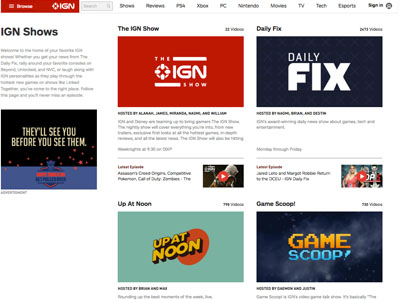 Browse
IGN
Search
Shows Reviews PS4 Xbox PC Nintendo Movies TV Tech Esports Sign in
IGN Shows
Welcome to the home of your favorite IGN
shows! Whether you get your news from The
Daily Fix, rally around your favorite consoles on
Beyond, Unlocked, and NVC, or laugh along with
IGN personalities as they play through the
hottest new games on shows like Linked
Together, you've come to the right place. Follow
this page and you'll never miss an episode.
THEY'LL SEE YOU
BEFORE YOU SEE THEM.
ADVERTISEMENT
The IGN Show 22 Videos
THE
IGN
SHOW
HOSTED BY ALANAH, JAMES, MIRANDA, NAOMI, AND WILLIAM
IGN and Disney are teaming up to bring gamers The IGN Show.
The nightly show will cover everything you're into, from new
trailers, exclusive first looks at all the hottest games, in-depth
reviews, and all the latest news. The IGN Show will also be hitting
Weeknights at 9:30 on DXP
Latest Episode
Assassin's Creed Origins, Competitive
Pokemon, Call of Duty: Zombies - The
Daily Fix 2473 Videos
DAILY
FIX
HOSTED BY NAOMI, BRIAN, AND DESTIN
IGN's award-winning daily news show about games, tech and
entertainment.
Monday through Friday
Latest Episode
Jared Leto and Margot Robbie Return
to the DCEU - IGN Daily Fix
Up At Noon 798 Videos
UP AT
NOON
HOSTED BY BRIAN AND MAX
Rounding up the best moments of the week, live.
Game Scoop! 730 Videos
GAME
SCOOP!
HOSTED BY DAEMON AND JUSTIN
Game Scoop! is IGN's video game talk show. It's basically "The